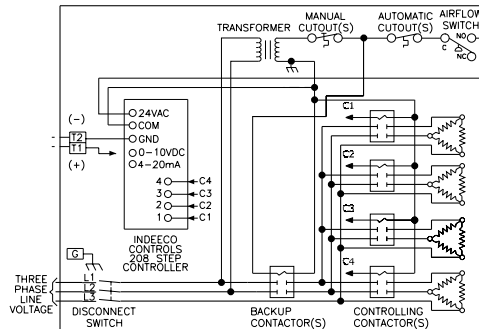 TRANSFORMER
MANUAL
CUTOUT(S)
AUTOMATIC
CUTOUT(S)
AIRFLOW
SWITCH
NO
C
NC
(-)
T2
T1
(+)
24VAC
COM
GND
0-10VDC
4-20mA
4
C4
3
C3
2
C2
1
C1
INDEECO
CONTROLS
208 STEP
CONTROLLER
C1
C2
C3
C4
G
THREE
PHASE
LINE
VOLTAGE
L1
L2
L3
DISCONNECT
SWITCH
BACKUP
CONTACTOR(S)
CONTROLLING
CONTACTOR(S)